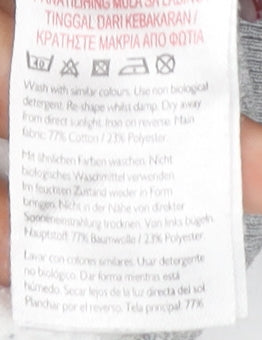 TINGGAL DARI KEBAKARAN /
ΚΡΑΤΗΣΤΕ ΜΑΚΡΙΑ ΑΠΟ ΦΩΤΙΑ
40
Wash with similar colours. Use non biological
detergent. Re-shape whilst damp. Dry away
from direct sunlight. Iron on reverse. Main
fabric: 77% Cotton / 23% Polyester.
Mit ähnlichen Farben waschen. Nicht
biologisches Waschmittel verwenden.
Im feuchten Zustand wieder in Form
bringen. Nicht in der Nähe von direkter
Sonneneinstrahlung trocknen. Von links bügeln.
Hauptstoff: 77% Baumwolle / 23% Polyester.
Lavar con colores similares. Usar detergente
no biológico. Dar forma mientras está
húmedo. Secar lejos de la luz directa del sol.
Planchar por el reverso. Tela principal: 77%